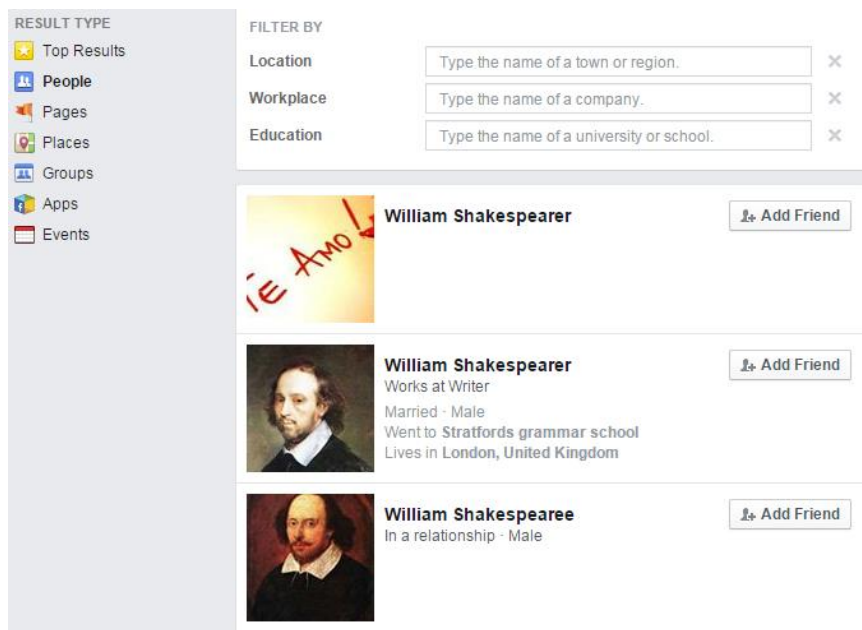 RESULT TYPE
Top Results
People
Pages
Places
Groups
Apps
Events
FILTER BY
Location Type the name of a town or region.
Workplace Type the name of a company.
Education Type the name of a university or school.
TE AMO!
William Shakespearer Add Friend
William Shakespearer Add Friend
Works at Writer
Married · Male
Went to Stratfords grammar school
Lives in London, United Kingdom
William Shakespearee Add Friend
In a relationship · Male